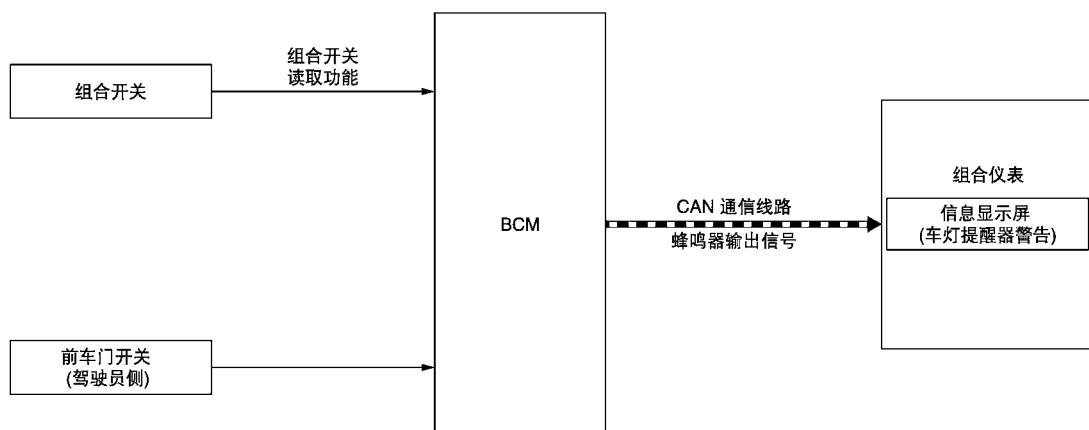 组合开关
组合开关
读取功能
BCM
CAN 通信线路
蜂鸣器输出信号
组合仪表
信息显示屏
(车灯提醒器警告)
前车门开关
(驾驶员侧)